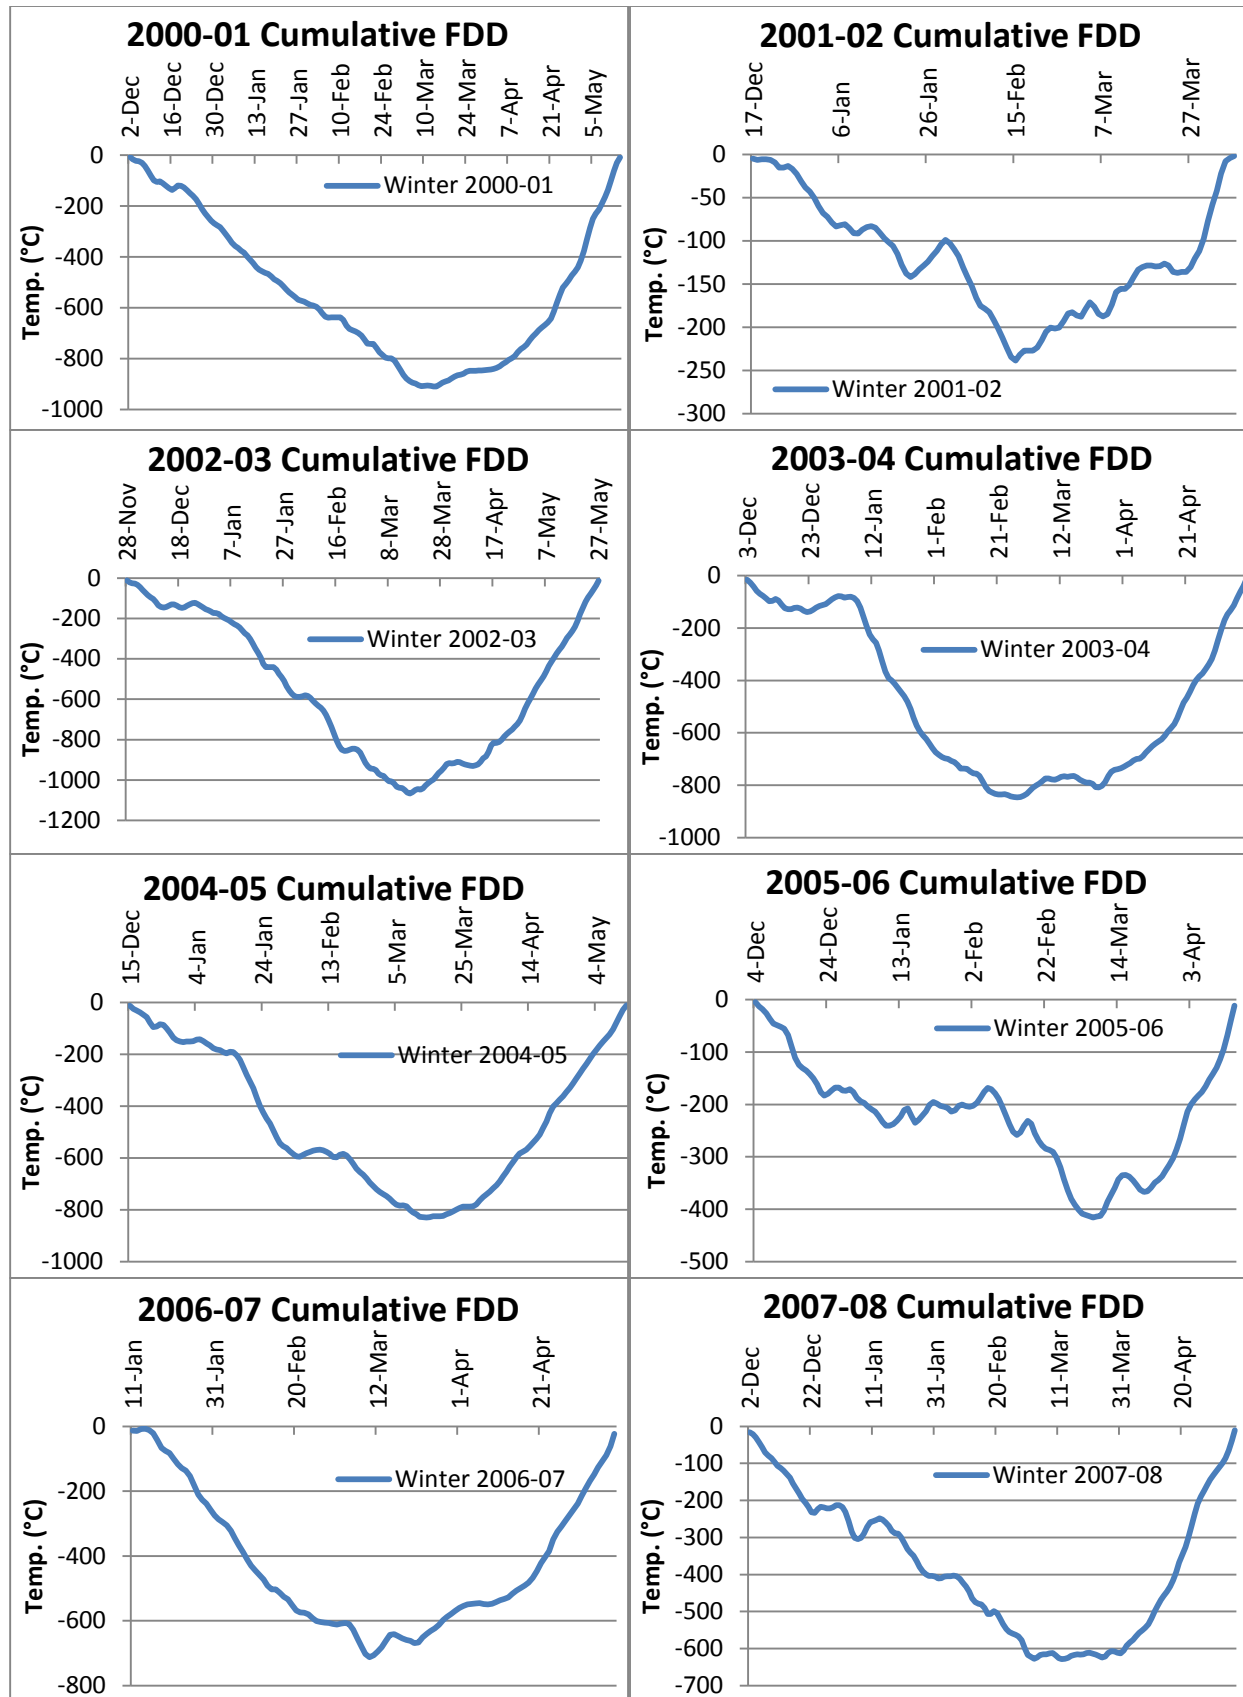 2000-01 Cumulative FDD
2-Dec
16-Dec
30-Dec
13-Jan
27-Jan
10-Feb
24-Feb
10-Mar
24-Mar
7-Apr
21-Apr
5-May
0
-200
-400
-600
-800
-1000
Temp. (°C)
Winter 2000-01
2001-02 Cumulative FDD
17-Dec
6-Jan
26-Jan
15-Feb
7-Mar
27-Mar
0
-50
-100
-150
-200
-250
-300
Temp. (°C)
Winter 2001-02
2002-03 Cumulative FDD
28-Nov
18-Dec
7-Jan
27-Jan
16-Feb
8-Mar
28-Mar
17-Apr
7-May
27-May
0
-200
-400
-600
-800
-1000
-1200
Temp. (°C)
Winter 2002-03
2003-04 Cumulative FDD
3-Dec
23-Dec
12-Jan
1-Feb
21-Feb
12-Mar
1-Apr
21-Apr
0
-200
-400
-600
-800
-1000
Temp. (°C)
Winter 2003-04
2004-05 Cumulative FDD
15-Dec
4-Jan
24-Jan
13-Feb
5-Mar
25-Mar
14-Apr
4-May
0
-200
-400
-600
-800
-1000
Temp. (°C)
Winter 2004-05
2005-06 Cumulative FDD
4-Dec
24-Dec
13-Jan
2-Feb
22-Feb
14-Mar
3-Apr
0
-100
-200
-300
-400
-500
Temp. (°C)
Winter 2005-06
2006-07 Cumulative FDD
11-Jan
31-Jan
20-Feb
12-Mar
1-Apr
21-Apr
0
-200
-400
-600
-800
Temp. (°C)
Winter 2006-07
2007-08 Cumulative FDD
2-Dec
22-Dec
11-Jan
31-Jan
20-Feb
11-Mar
31-Mar
20-Apr
0
-100
-200
-300
-400
-500
-600
-700
Temp. (°C)
Winter 2007-08